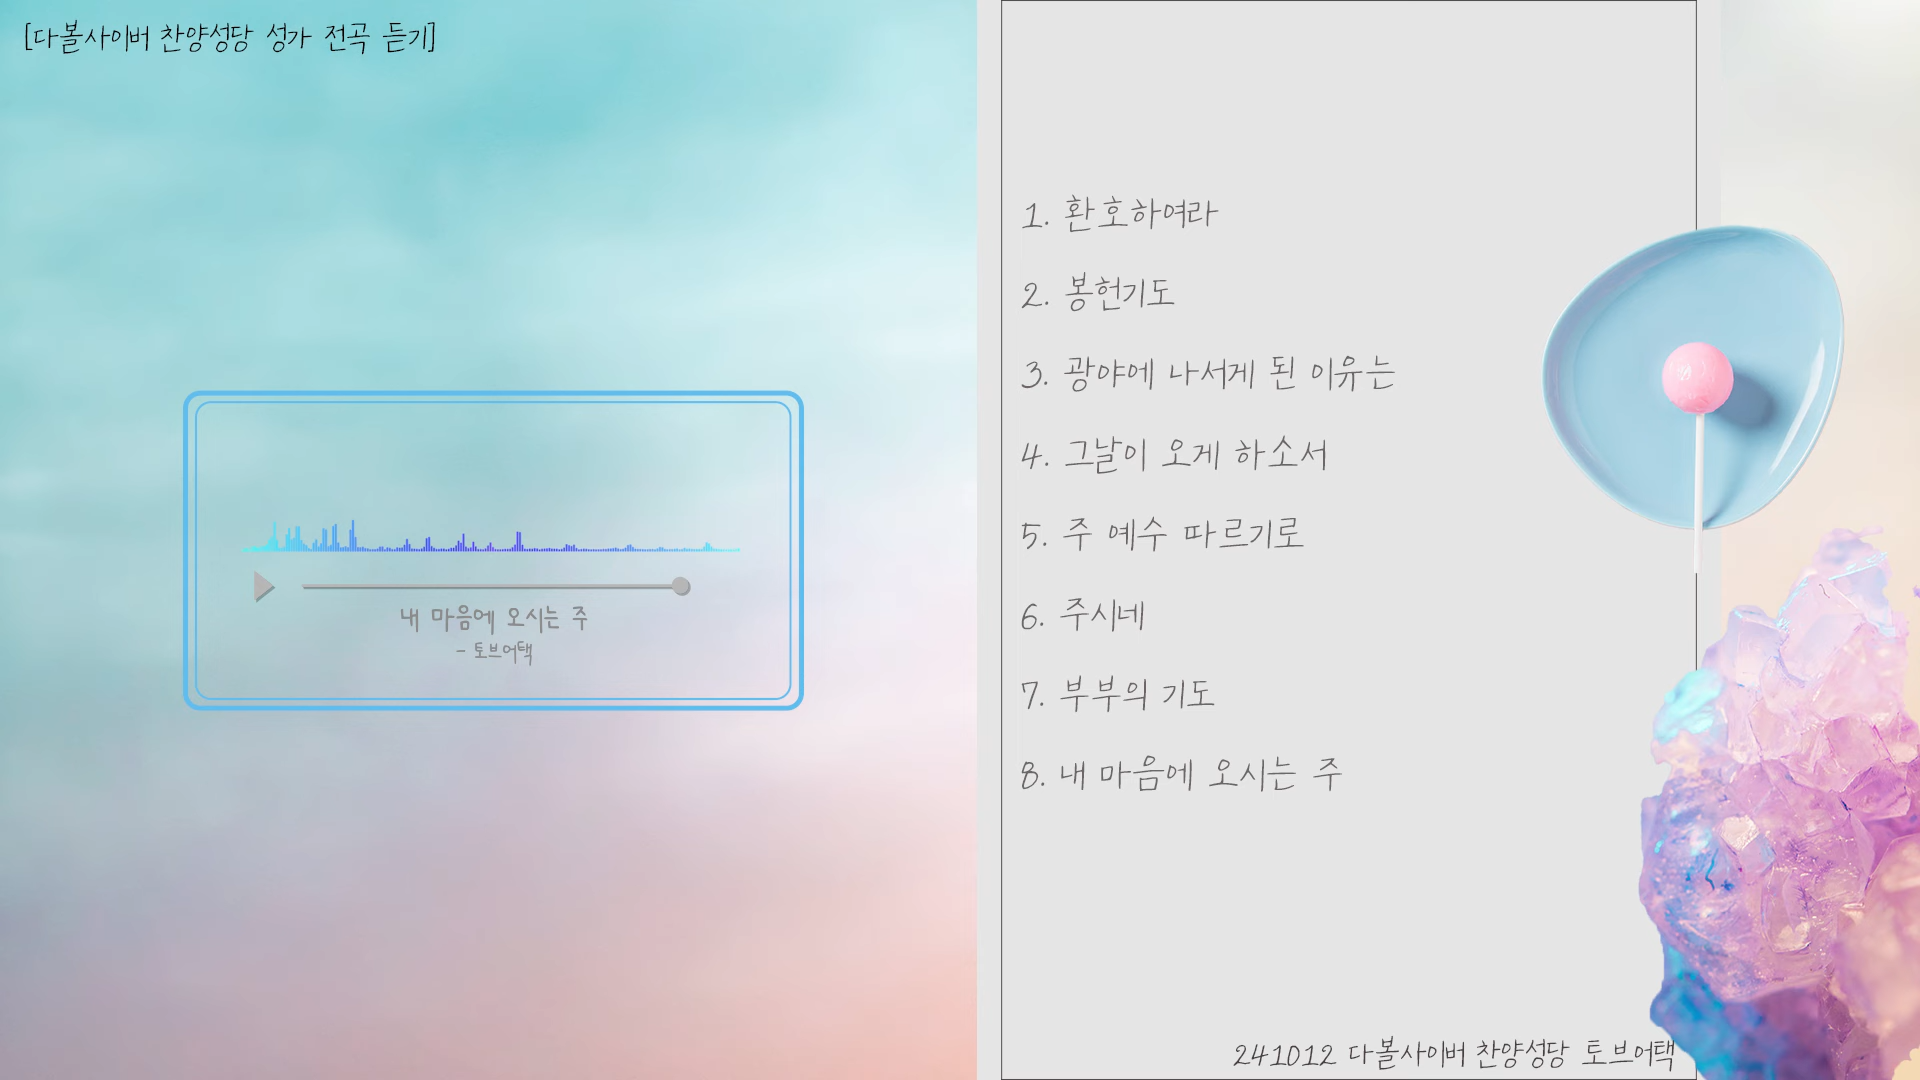 [다볼사이버 찬양성당 성가 전곡 듣기]
내 마음에 오시는 주
- 토브어택
1. 환호하여라
2. 봉헌기도
3. 광야에 나서게 된 이유는
4. 그날이 오게 하소서
5. 주 예수 따르기로
6. 주시네
7. 부부의 기도
8. 내 마음에 오시는 주
241012 다볼사이버 찬양성당 토브어택